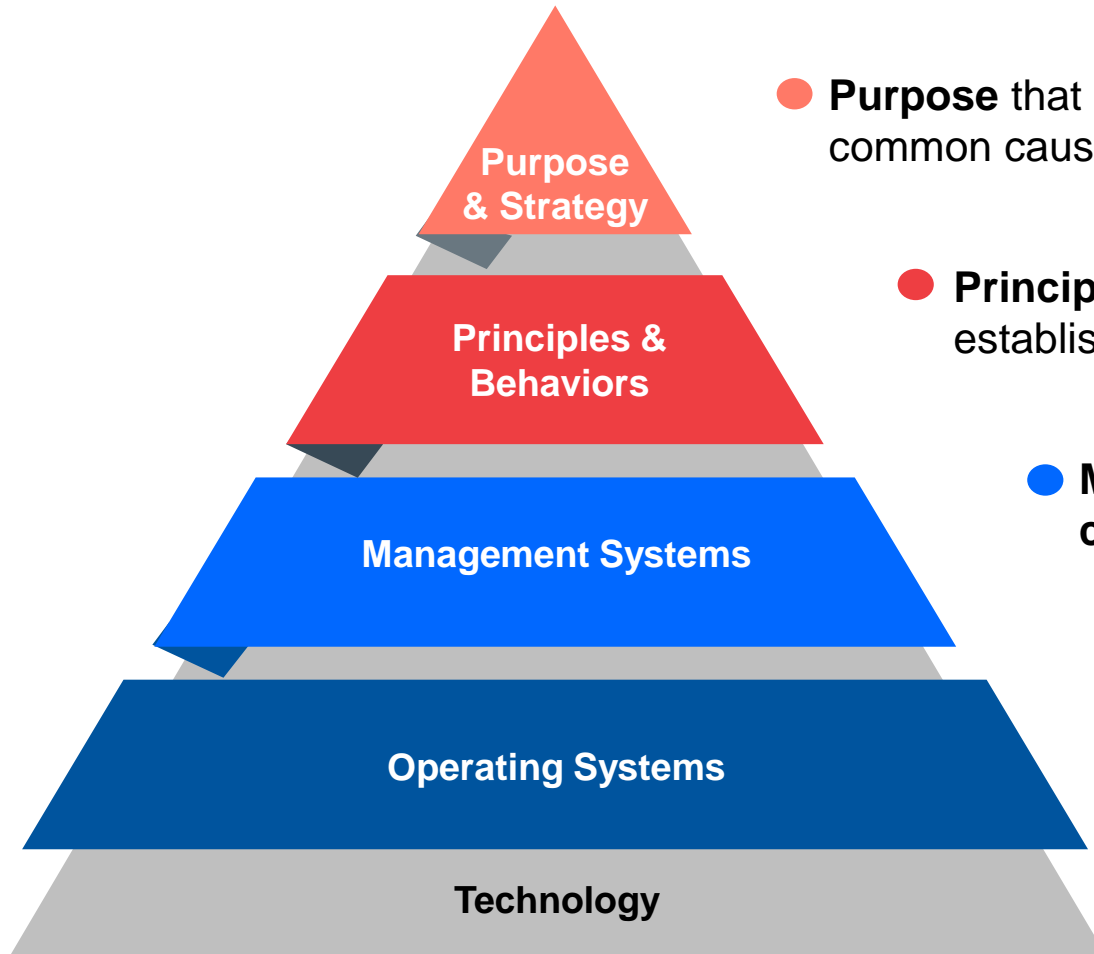 Purpose
& Strategy
Principles &
Behaviors
Management Systems
Operating Systems
Technology
Purpose that
common caus
Princip
establis
M
c